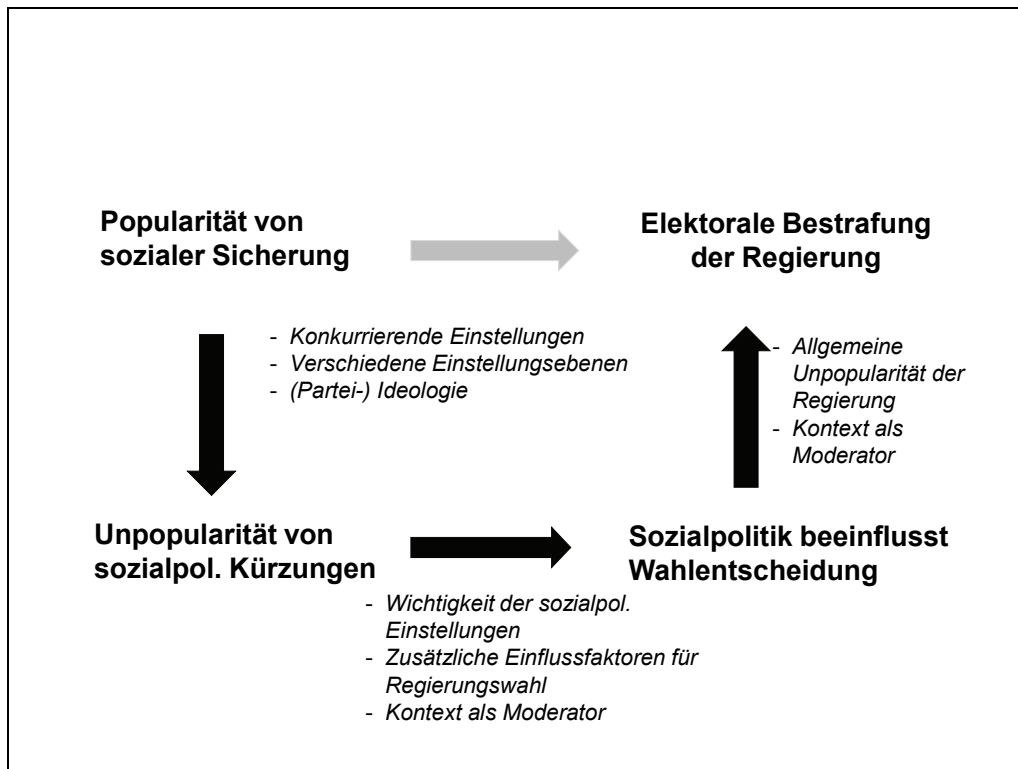 Popularität von
sozialer Sicherung
Elektorale Bestrafung
der Regierung
- Konkurrierende Einstellungen
- Verschiedene Einstellungsebenen
- (Partei-) Ideologie
- Allgemeine
Unpopularität der
Regierung
- Kontext als
Moderator
Unpopularität von
sozialpol. Kürzungen
Sozialpolitik beeinflusst
Wahlentscheidung
- Wichtigkeit der sozialpol.
Einstellungen
- Zusätzliche Einflussfaktoren für
Regierungswahl
- Kontext als Moderator